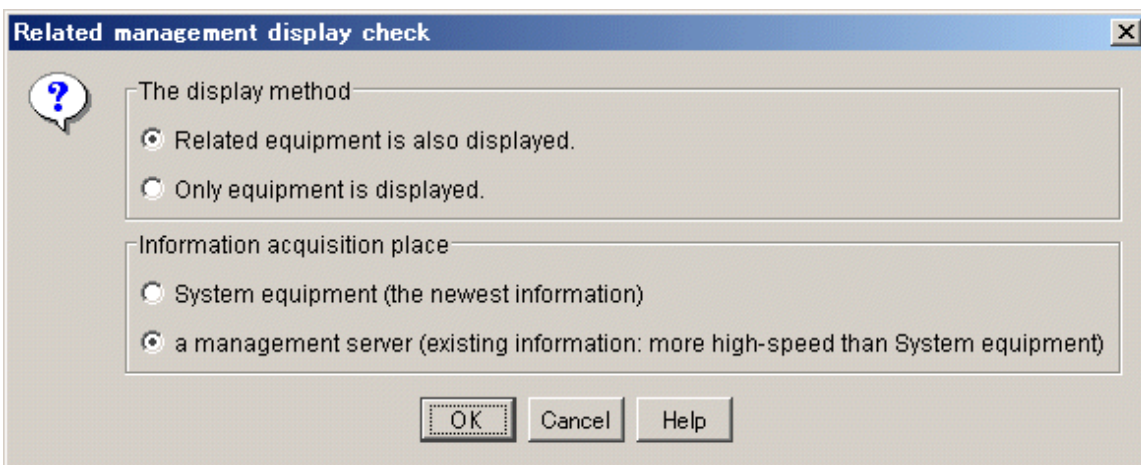 Related management display check
The display method
Related equipment is also displayed.
Only equipment is displayed.
Information acquisition place
System equipment (the newest information)
a management server (existing information: more high-speed than System equipment)
OK Cancel Help